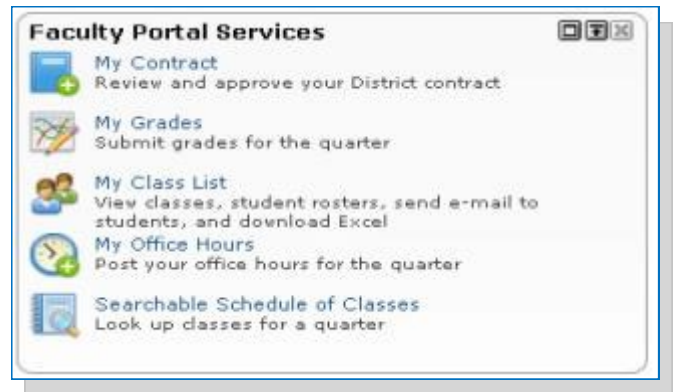 Faculty Portal Services
My Contract
Review and approve your District contract
My Grades
Submit grades for the quarter
My Class List
View classes, student rosters, send e-mail to
students, and download Excel
My Office Hours
Post your office hours for the quarter
Searchable Schedule of Classes
Look up classes for a quarter